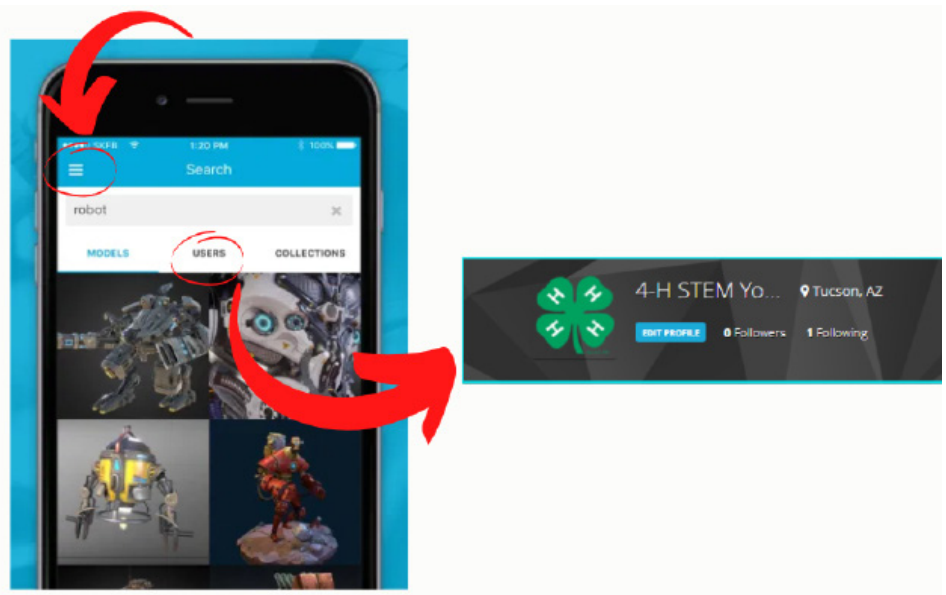 SKFB 1:20 PM 100%
Search
robot
MODELS USERS COLLECTIONS
4-H STEM Yo... Tucson, AZ
EDIT PROFILE 0 Followers 1 Following
H H
H H